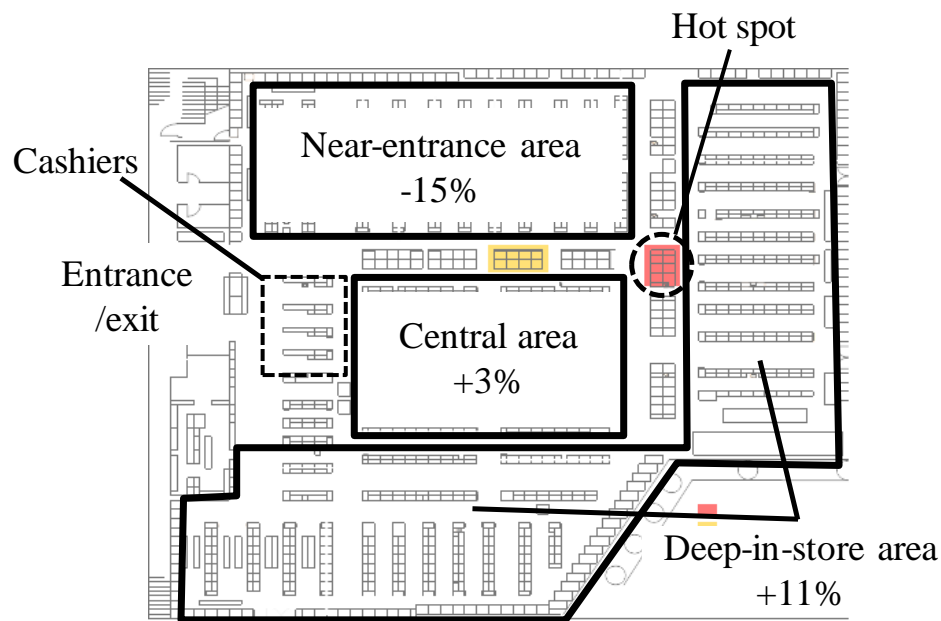 Hot spot
Near-entrance area
-15%
Cashiers
Entrance
/exit
Central area
+3%
Deep-in-store area
+11%